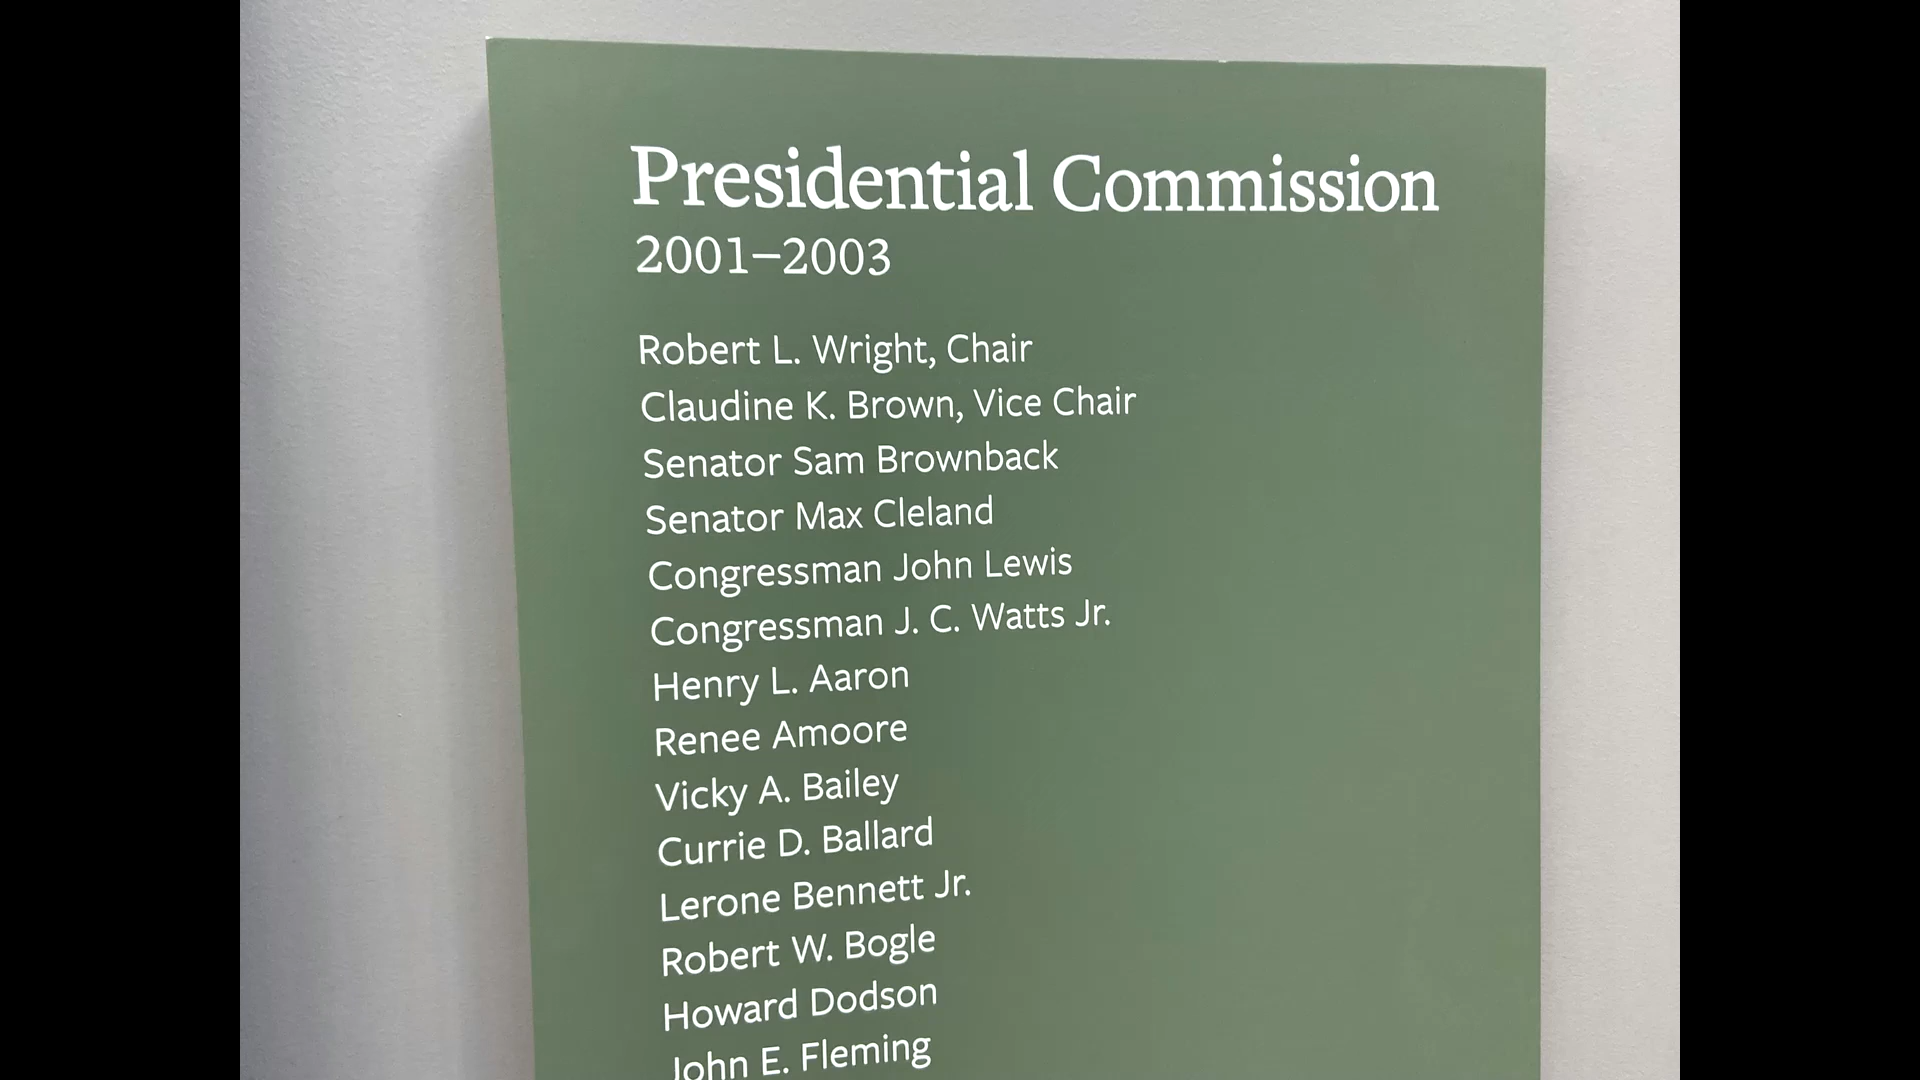 Presidential Commission
2001–2003
Robert L. Wright, Chair
Claudine K. Brown, Vice Chair
Senator Sam Brownback
Senator Max Cleland
Congressman John Lewis
Congressman J. C. Watts Jr.
Henry L. Aaron
Renee Amoore
Vicky A. Bailey
Currie D. Ballard
Lerone Bennett Jr.
Robert W. Bogle
Howard Dodson
John E. Fleming